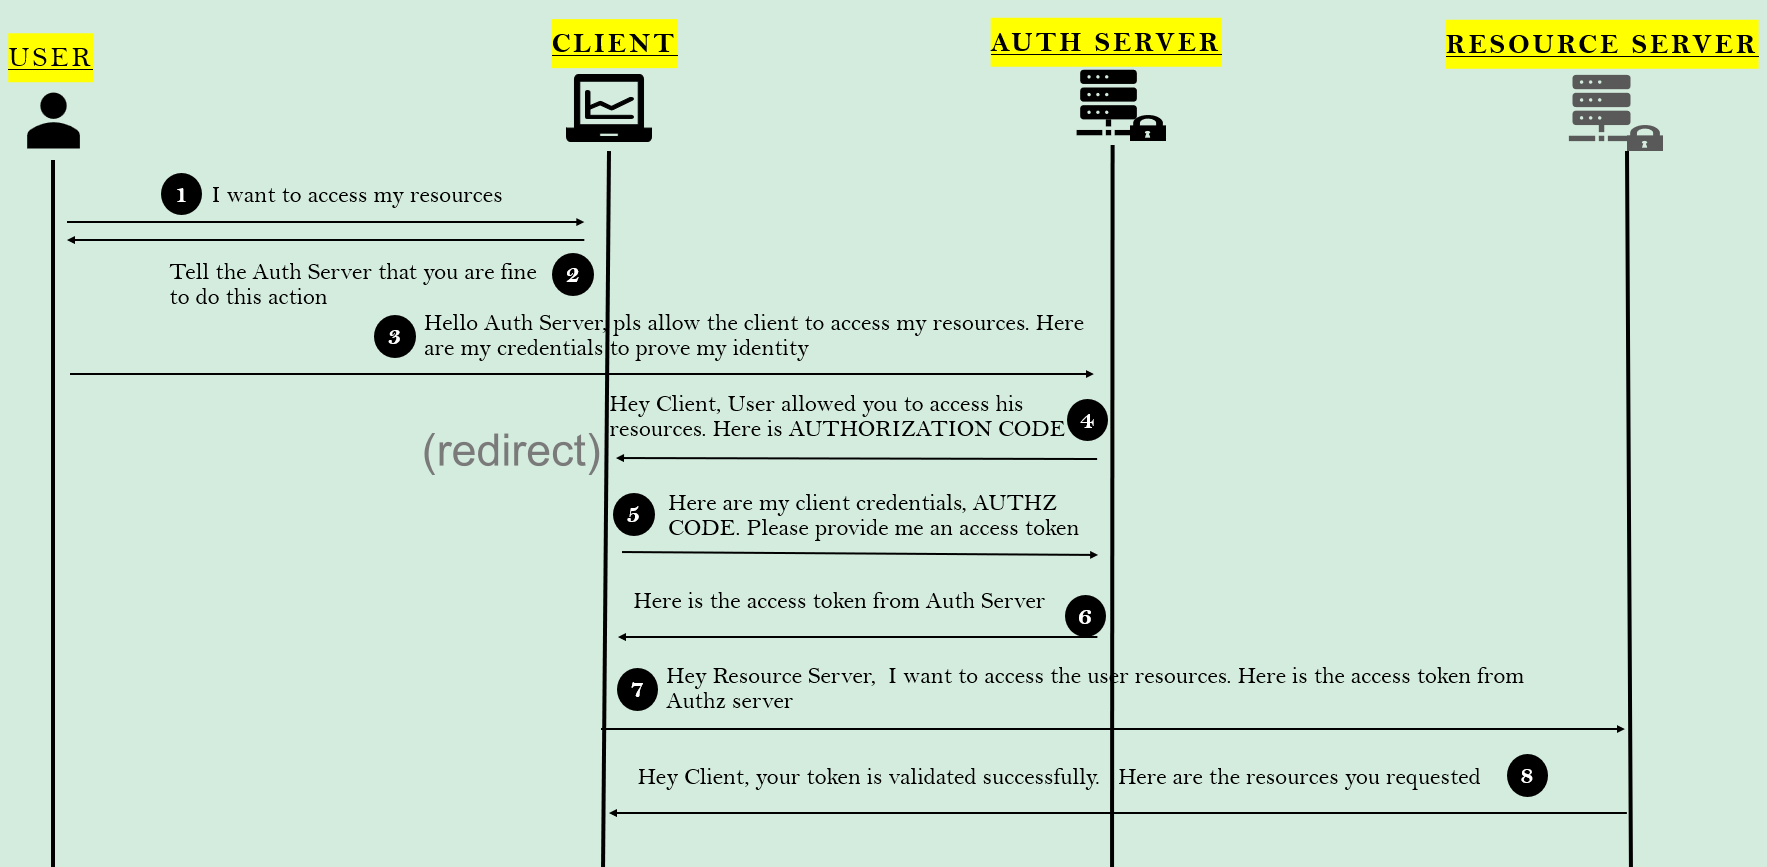 USER
CLIENT
AUTH SERVER
RESOURCE SERVER
1 I want to access my resources
Tell the Auth Server that you are fine 2
to do this action
3 Hello Auth Server, pls allow the client to access my resources. Here
are my credentials to prove my identity
Hey Client, User allowed you to access his
resources. Here is AUTHORIZATION CODE 4
(redirect)
5 Here are my client credentials, AUTHZ
CODE. Please provide me an access token
Here is the access token from Auth Server 6
7 Hey Resource Server, I want to access the user resources. Here is the access token from
Authz server
Hey Client, your token is validated successfully. Here are the resources you requested 8